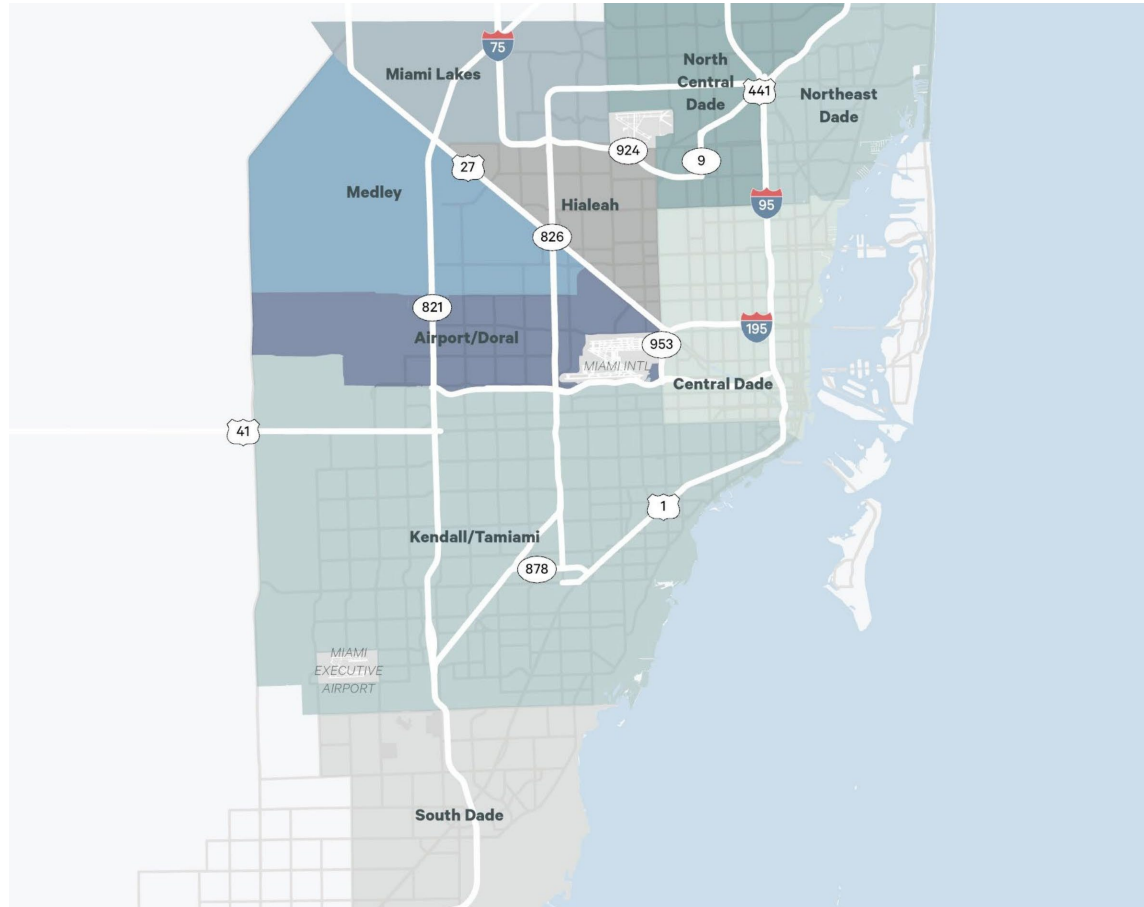 75
Miami Lakes
North
Central
Dade
441
Northeast
Dade
924
9
27
Medley
Hialeah
95
826
821
195
Airport/Doral
953
MIAMI INTL
Central Dade
41
1
Kendall/Tamiami
878
MIAMI
EXECUTIVE
AIRPORT
South Dade